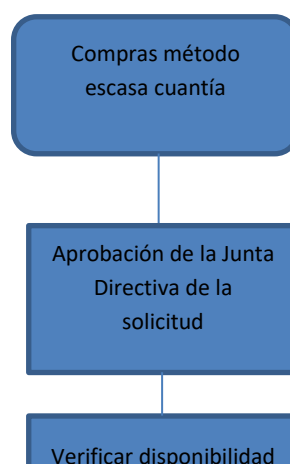 Compras método
escasa cuantía
Aprobación de la Junta
Directiva de la
solicitud
Verificar disponibilidad